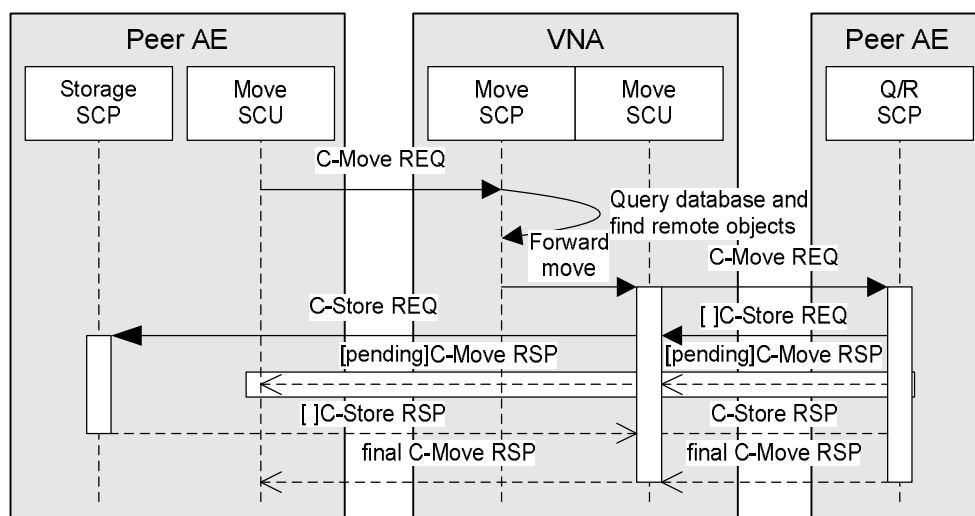 Peer AE
VNA
Peer AE
Storage
SCP
Move
SCU
Move
SCP
Move
SCU
Q/R
SCP
C-Move REQ
Query database and
find remote objects
Forward
move
C-Move REQ
C-Store REQ
[ ]C-Store REQ
[pending]C-Move RSP
[pending]C-Move RSP
[ ]C-Store RSP
C-Store RSP
final C-Move RSP
final C-Move RSP